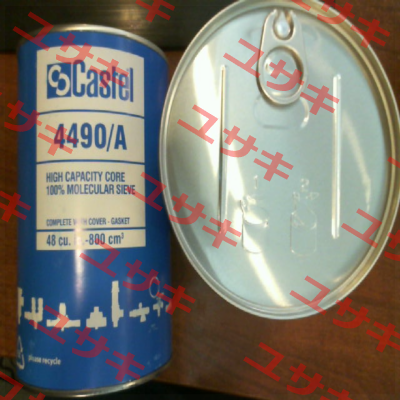 Castel
4490/A
HIGH CAPACITY CORE
100% MOLECULAR SIEVE
COMPLETE WITH COVER - GASKET
48 cu. in.-800 cm³
please recycle
ユサキ
ユサキ
ユサキ
ユサキ
ユサキ
ユサキ
ユサキ
ユサキ
ユサキ